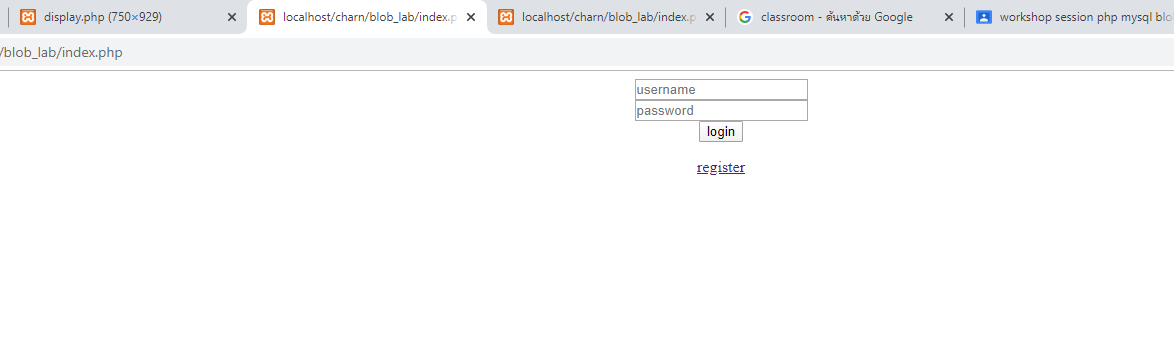 display.php (750×929)
localhost/charn/blob_lab/index.p
localhost/charn/blob_lab/index.p
classroom - ค้นหาด้วย Google
workshop session php mysql blo
/blob_lab/index.php
username
password
login
register